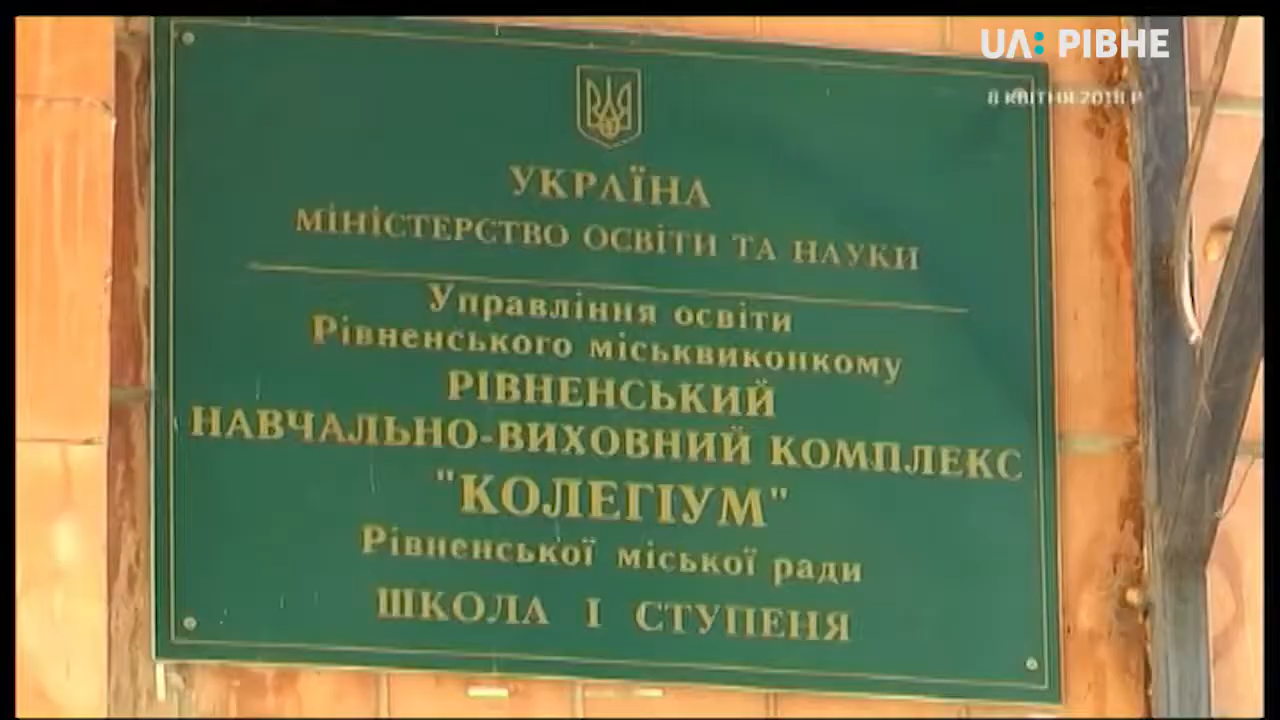 UA: РІВНЕ
8 КВІТНЯ 2018 Р
УКРАЇНА
МІНІСТЕРСТВО ОСВІТИ ТА НАУКИ
Управління освіти
Рівненського міськвиконкому
РІВНЕНСЬКИЙ
НАВЧАЛЬНО-ВИХОВНИЙ КОМПЛЕКС
"КОЛЕГІУМ"
Рівненської міської ради
ШКОЛА І СТУПЕНЯ